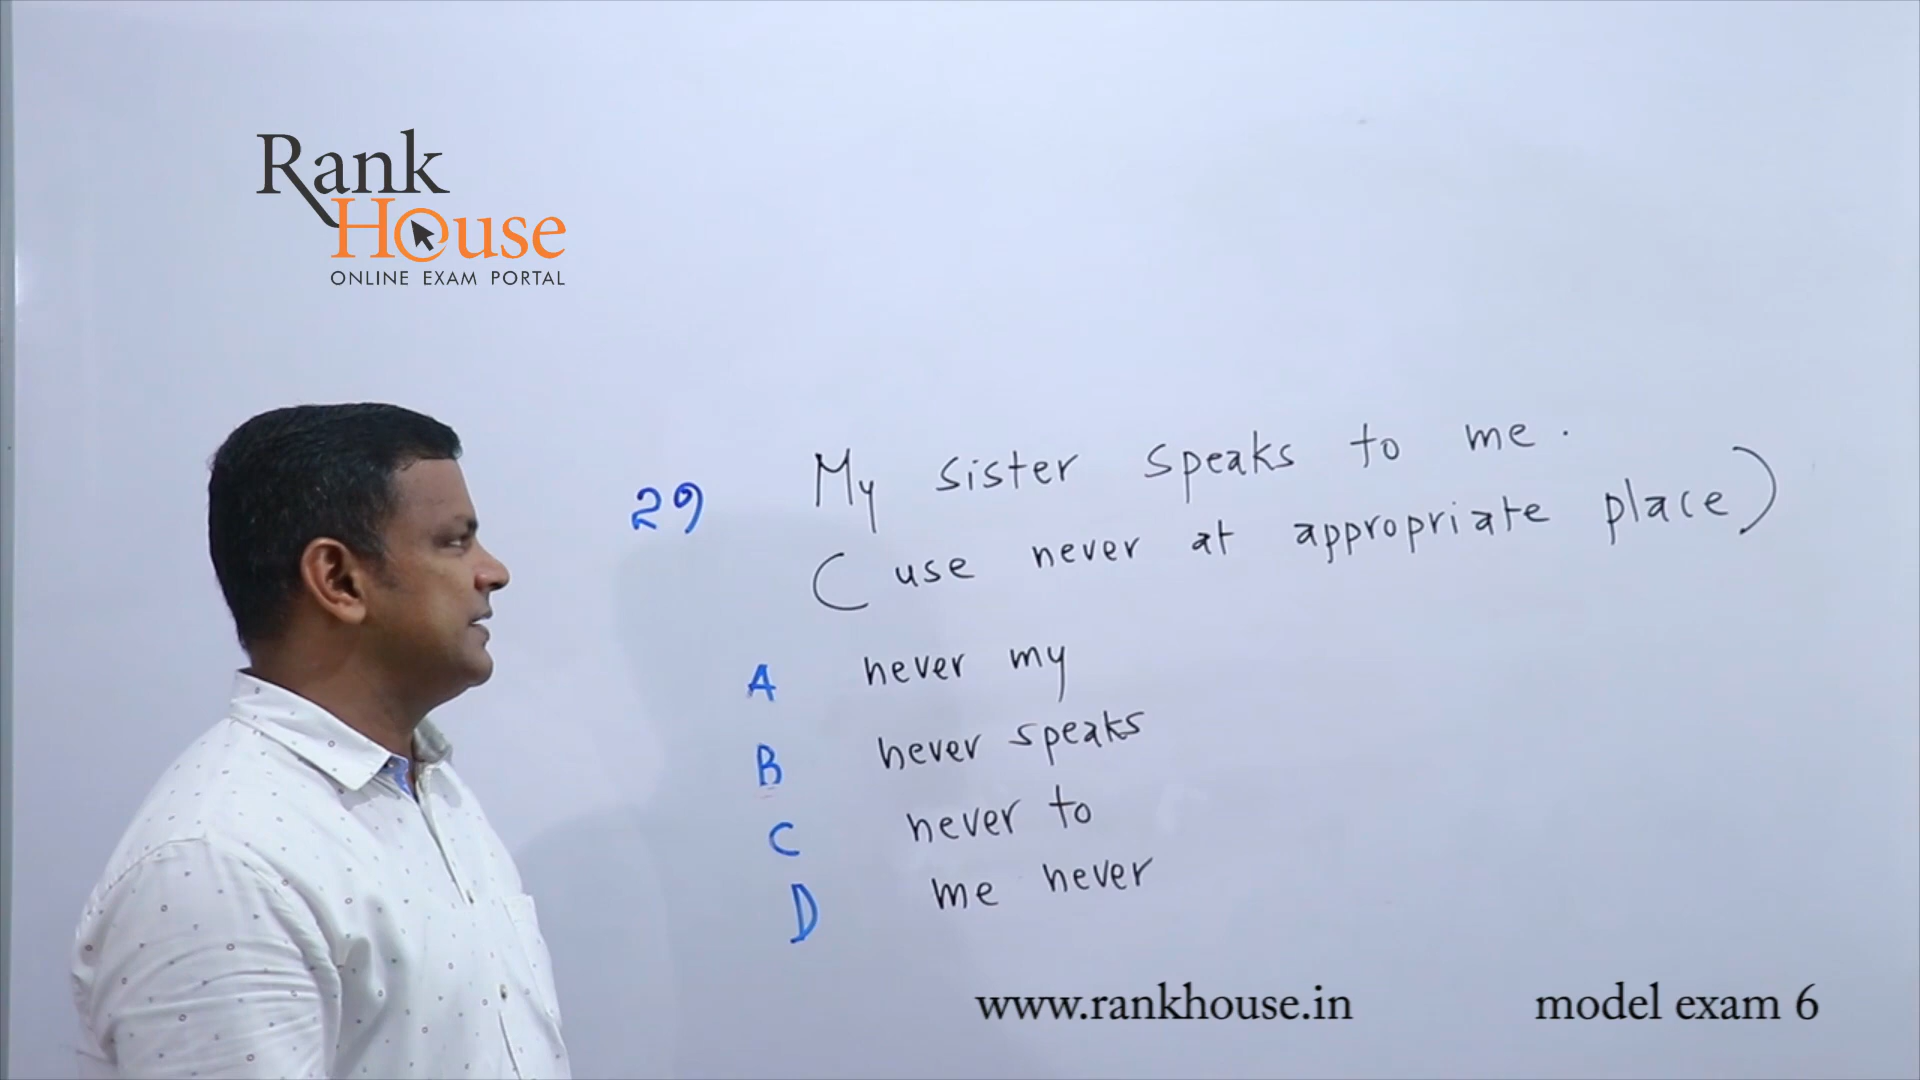 Rank
House
ONLINE EXAM PORTAL
29 My sister speaks to me.
(use never at appropriate place)
A never my
B never speaks
C never to
D me never
www.rankhouse.in model exam 6